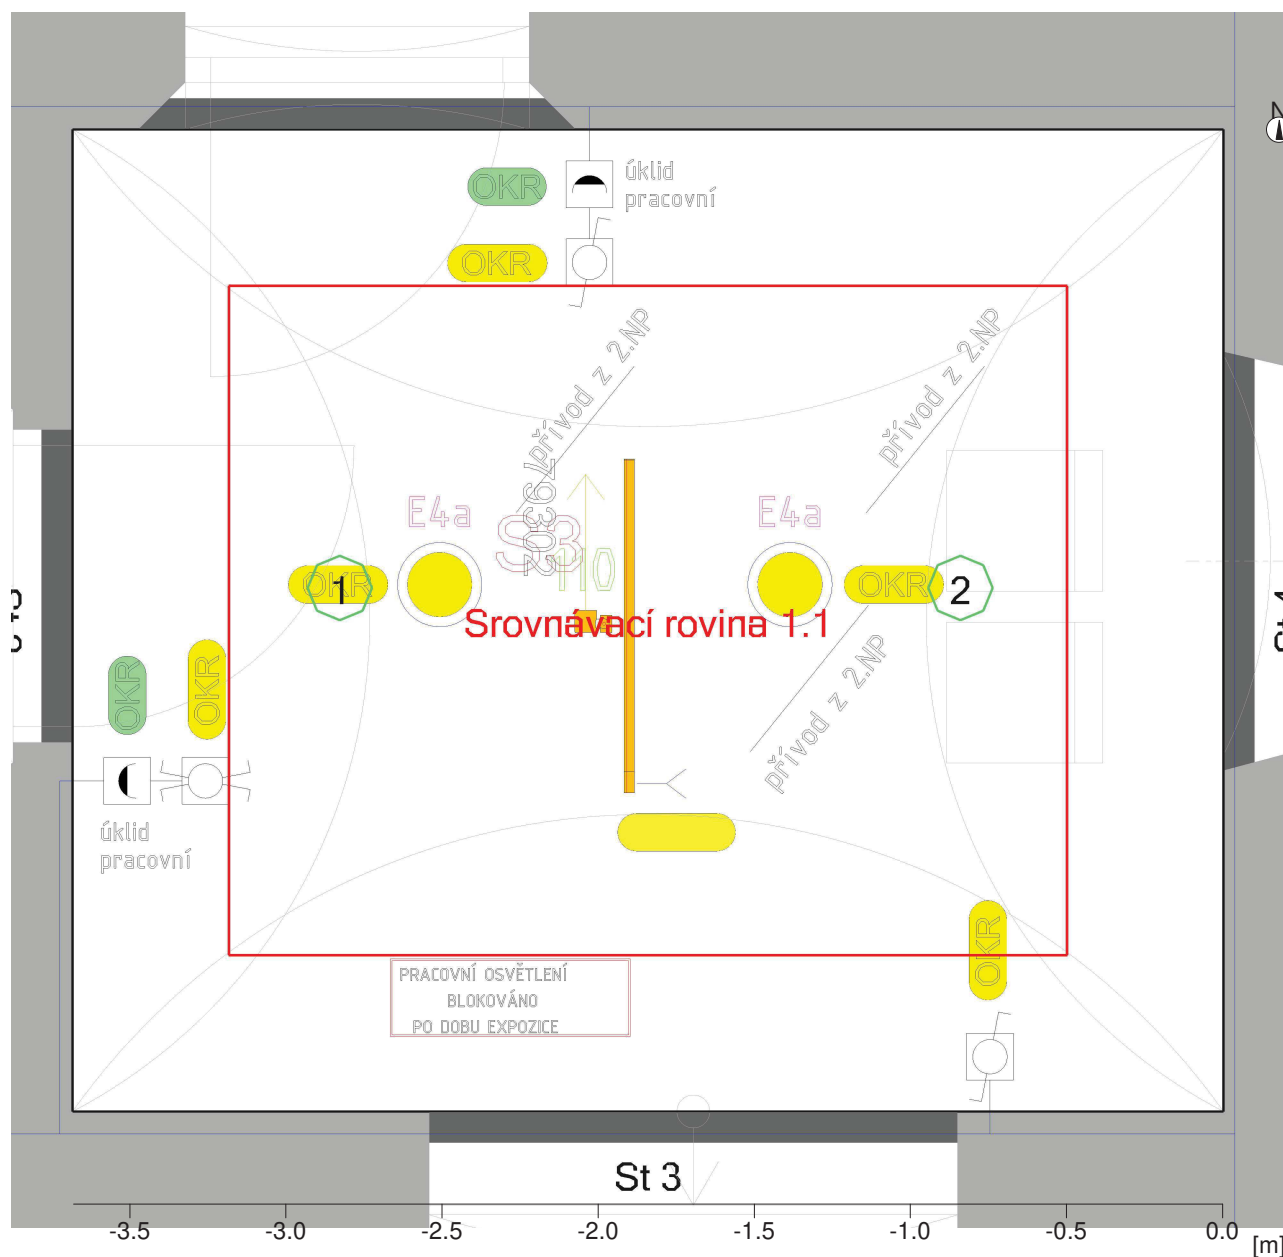 N
OKR
úklid
pracovní
OKR
přívod z 2.NP
přívod z 2.NP
E4a
E4a
110
OKR
1
OKR
2
Srovnávací rovina 1.1
přívod z 2.NP
OKR
OKR
úklid
pracovní
OKR
PRACOVNÍ OSVĚTLENÍ
BLOKOVÁNO
PO DOBU EXPOZICE
St 3
-3.5 -3.0 -2.5 -2.0 -1.5 -1.0 -0.5 0.0
[m]